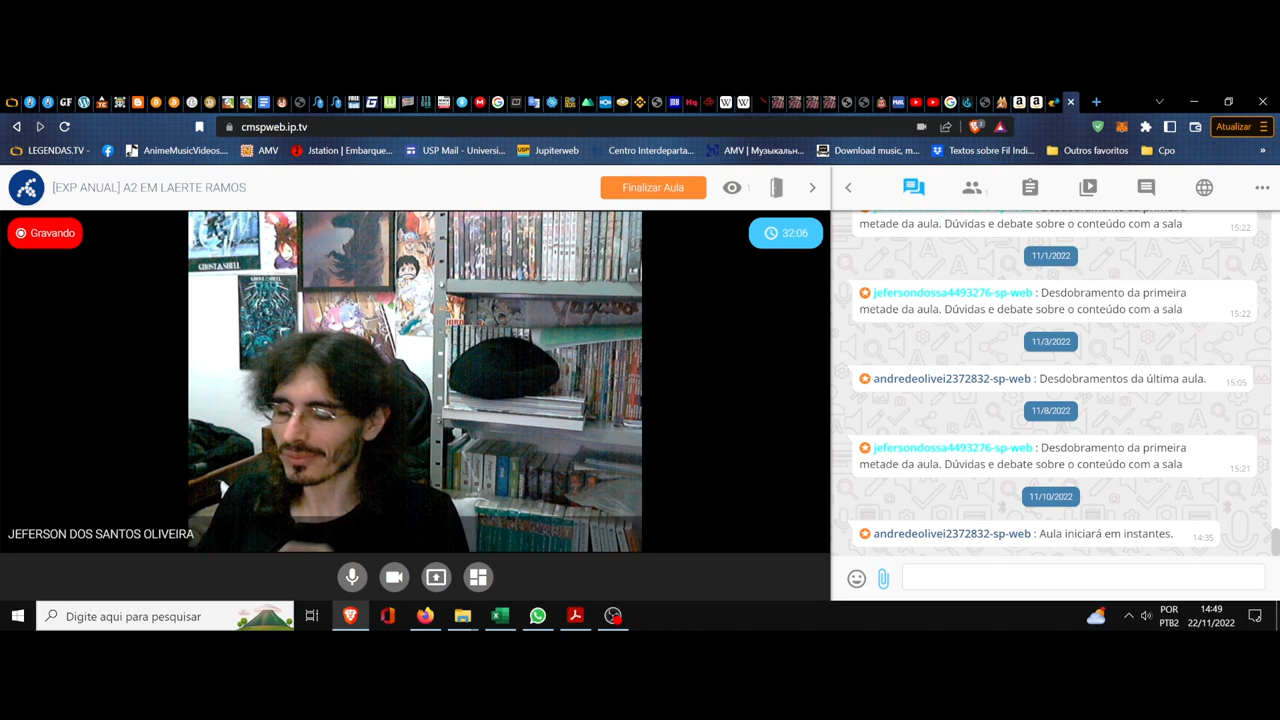 cmspweb.ip.tv
Atualizar
LEGENDAS.TV -
AnimeMusicVideos...
AMV
Jstation | Embarque...
USP Mail - Universi...
Jupiterweb
Centro Interdeparta...
AMV | Музыкальн...
Download music, m...
Textos sobre Fil Indi...
Outros favoritos
Cpo
»
[EXP ANUAL] A2 EM LAERTE RAMOS
Finalizar Aula
1
1
Gravando
32:06
GHOST IN THE SHELL
JEFERSON DOS SANTOS OLIVEIRA
metade da aula. Dúvidas e debate sobre o conteúdo com a sala
15:22
11/1/2022
jefersondossa4493276-sp-web : Desdobramento da primeira
metade da aula. Dúvidas e debate sobre o conteúdo com a sala
15:22
11/3/2022
andredeolivei2372832-sp-web : Desdobramentos da última aula.
15:05
11/8/2022
jefersondossa4493276-sp-web : Desdobramento da primeira
metade da aula. Dúvidas e debate sobre o conteúdo com a sala
15:21
11/10/2022
andredeolivei2372832-sp-web : Aula iniciará em instantes.
14:35
Digite aqui para pesquisar
POR
PTB2
14:49
22/11/2022